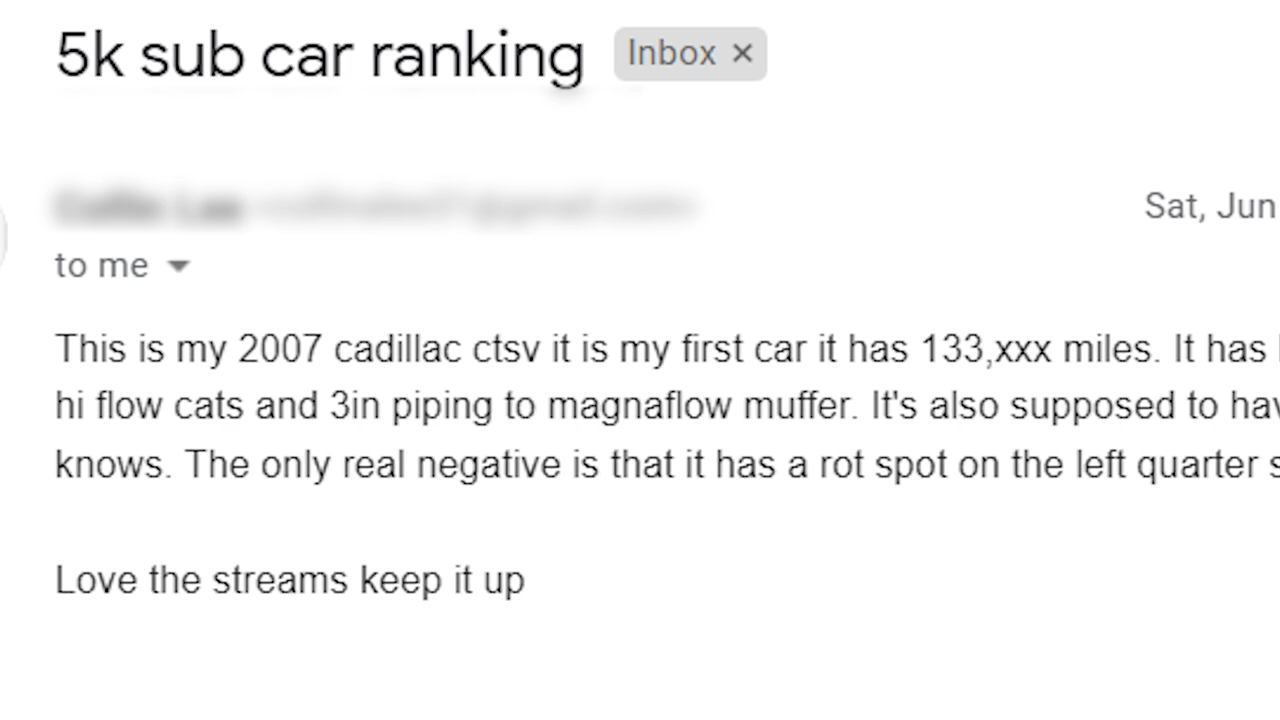 5k sub car ranking Inbox ×
Sat, Jun
to me
This is my 2007 cadillac ctsv it is my first car it has 133,xxx miles. It has
hi flow cats and 3in piping to magnaflow muffer. It's also supposed to hav
knows. The only real negative is that it has a rot spot on the left quarter s
Love the streams keep it up